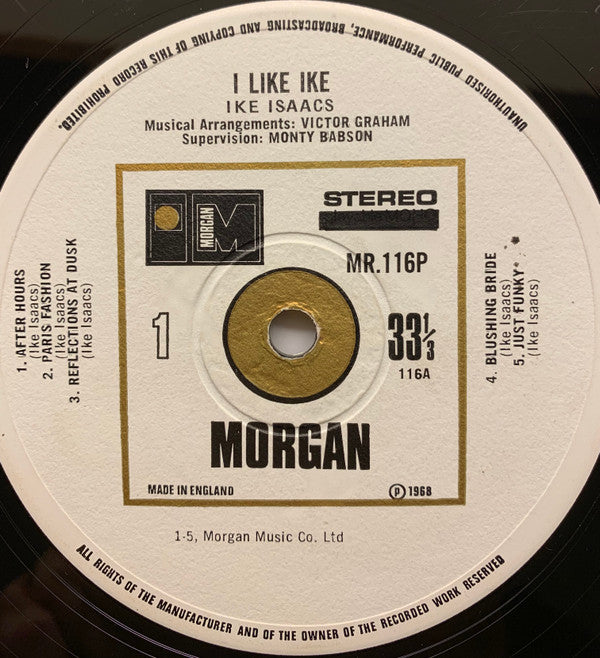 UNAUTHORISED PUBLIC PERFORMANCE, BROADCASTING AND COPYING OF THIS RECORD PROHIBITED.
I LIKE IKE
IKE ISAACS
Musical Arrangements: VICTOR GRAHAM
Supervision: MONTY BABSON
MORGAN
M
STEREO
MR.116P
1
33 1/3
116A
1. AFTER HOURS
(Ike Isaacs)
2. PARIS FASHION
(Ike Isaacs)
3. REFLECTIONS AT DUSK
(Ike Isaacs)
4. BLUSHING BRIDE
(Ike Isaacs)
5. JUST FUNKY
(Ike Isaacs)
MORGAN
MADE IN ENGLAND
℗ 1968
1-5, Morgan Music Co. Ltd
ALL RIGHTS OF THE MANUFACTURER AND OF THE OWNER OF THE RECORDED WORK RESERVED